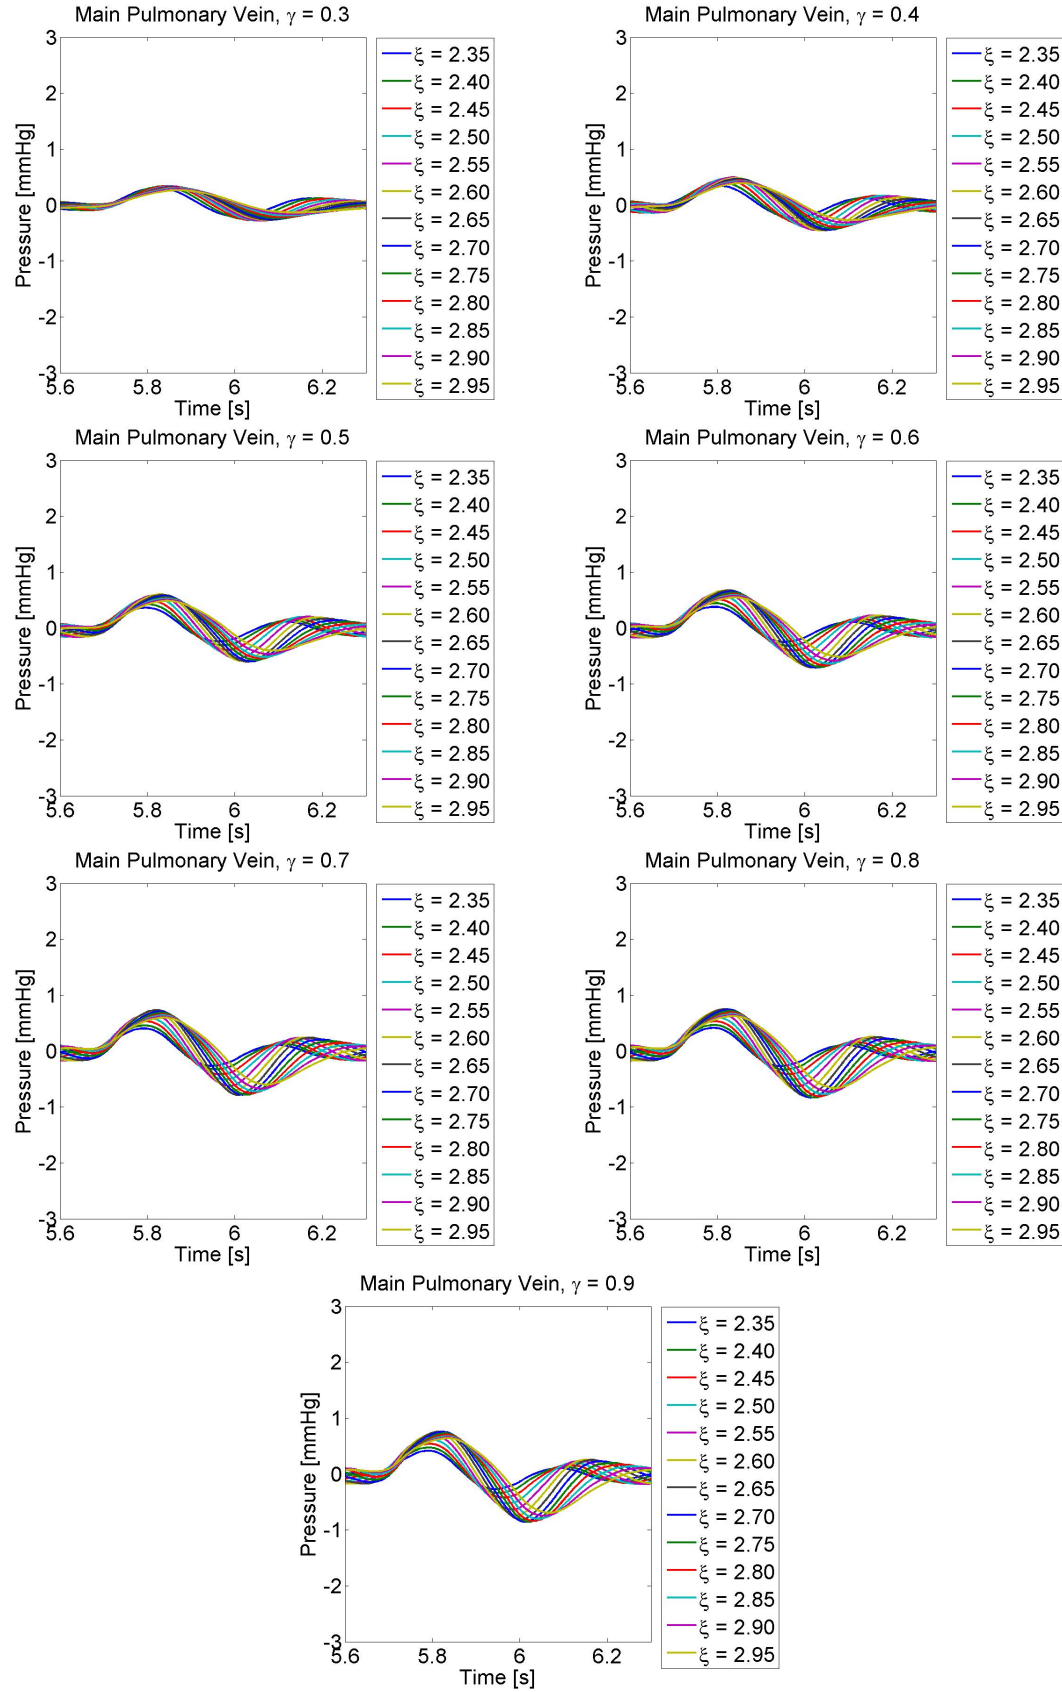 Main Pulmonary Vein, γ = 0.3
3
2
1
0
-1
-2
-3
5.6 5.8 6 6.2
Time [s]
Pressure [mmHg]
ξ = 2.35
ξ = 2.40
ξ = 2.45
ξ = 2.50
ξ = 2.55
ξ = 2.60
ξ = 2.65
ξ = 2.70
ξ = 2.75
ξ = 2.80
ξ = 2.85
ξ = 2.90
ξ = 2.95
Main Pulmonary Vein, γ = 0.4
3
2
1
0
-1
-2
-3
5.6 5.8 6 6.2
Time [s]
Pressure [mmHg]
ξ = 2.35
ξ = 2.40
ξ = 2.45
ξ = 2.50
ξ = 2.55
ξ = 2.60
ξ = 2.65
ξ = 2.70
ξ = 2.75
ξ = 2.80
ξ = 2.85
ξ = 2.90
ξ = 2.95
Main Pulmonary Vein, γ = 0.5
3
2
1
0
-1
-2
-3
5.6 5.8 6 6.2
Time [s]
Pressure [mmHg]
ξ = 2.35
ξ = 2.40
ξ = 2.45
ξ = 2.50
ξ = 2.55
ξ = 2.60
ξ = 2.65
ξ = 2.70
ξ = 2.75
ξ = 2.80
ξ = 2.85
ξ = 2.90
ξ = 2.95
Main Pulmonary Vein, γ = 0.6
3
2
1
0
-1
-2
-3
5.6 5.8 6 6.2
Time [s]
Pressure [mmHg]
ξ = 2.35
ξ = 2.40
ξ = 2.45
ξ = 2.50
ξ = 2.55
ξ = 2.60
ξ = 2.65
ξ = 2.70
ξ = 2.75
ξ = 2.80
ξ = 2.85
ξ = 2.90
ξ = 2.95
Main Pulmonary Vein, γ = 0.7
3
2
1
0
-1
-2
-3
5.6 5.8 6 6.2
Time [s]
Pressure [mmHg]
ξ = 2.35
ξ = 2.40
ξ = 2.45
ξ = 2.50
ξ = 2.55
ξ = 2.60
ξ = 2.65
ξ = 2.70
ξ = 2.75
ξ = 2.80
ξ = 2.85
ξ = 2.90
ξ = 2.95
Main Pulmonary Vein, γ = 0.8
3
2
1
0
-1
-2
-3
5.6 5.8 6 6.2
Time [s]
Pressure [mmHg]
ξ = 2.35
ξ = 2.40
ξ = 2.45
ξ = 2.50
ξ = 2.55
ξ = 2.60
ξ = 2.65
ξ = 2.70
ξ = 2.75
ξ = 2.80
ξ = 2.85
ξ = 2.90
ξ = 2.95
Main Pulmonary Vein, γ = 0.9
3
2
1
0
-1
-2
-3
5.6 5.8 6 6.2
Time [s]
Pressure [mmHg]
ξ = 2.35
ξ = 2.40
ξ = 2.45
ξ = 2.50
ξ = 2.55
ξ = 2.60
ξ = 2.65
ξ = 2.70
ξ = 2.75
ξ = 2.80
ξ = 2.85
ξ = 2.90
ξ = 2.95